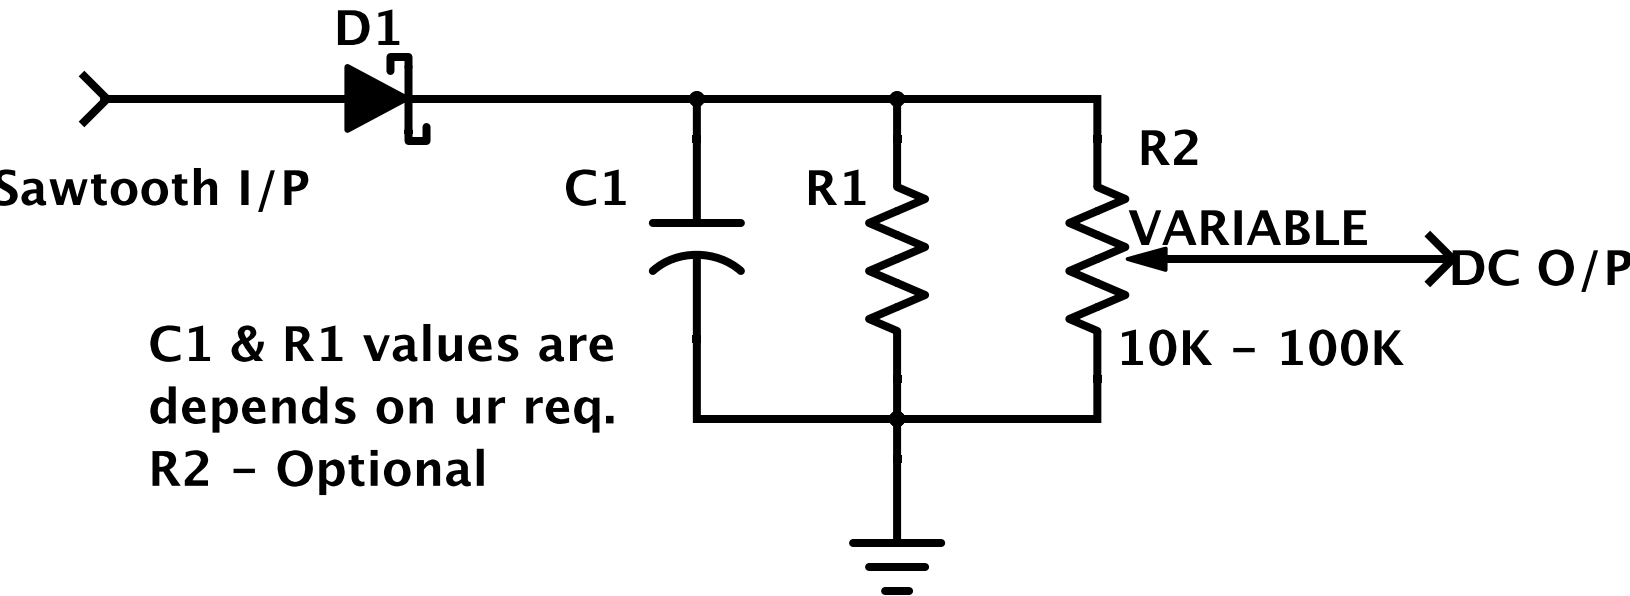 D1
Sawtooth I/P
C1
R1
R2
VARIABLE
DC O/P
10K – 100K
C1 & R1 values are
depends on ur req.
R2 – Optional